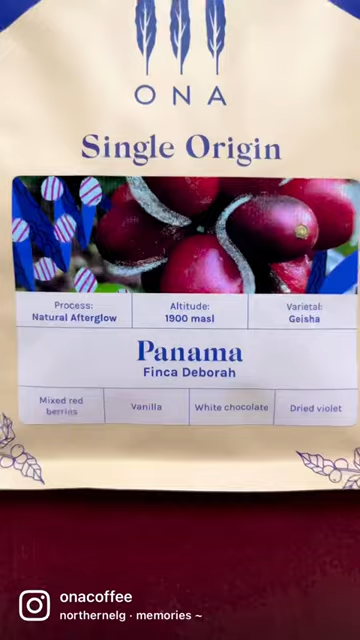 ONA
Single Origin
Process:
Natural Afterglow
Altitude:
1900 masl
Varietal:
Geisha
Panama
Finca Deborah
Mixed red
berries
Vanilla
White chocolate
Dried violet
onacoffee
northernelg · memories ~